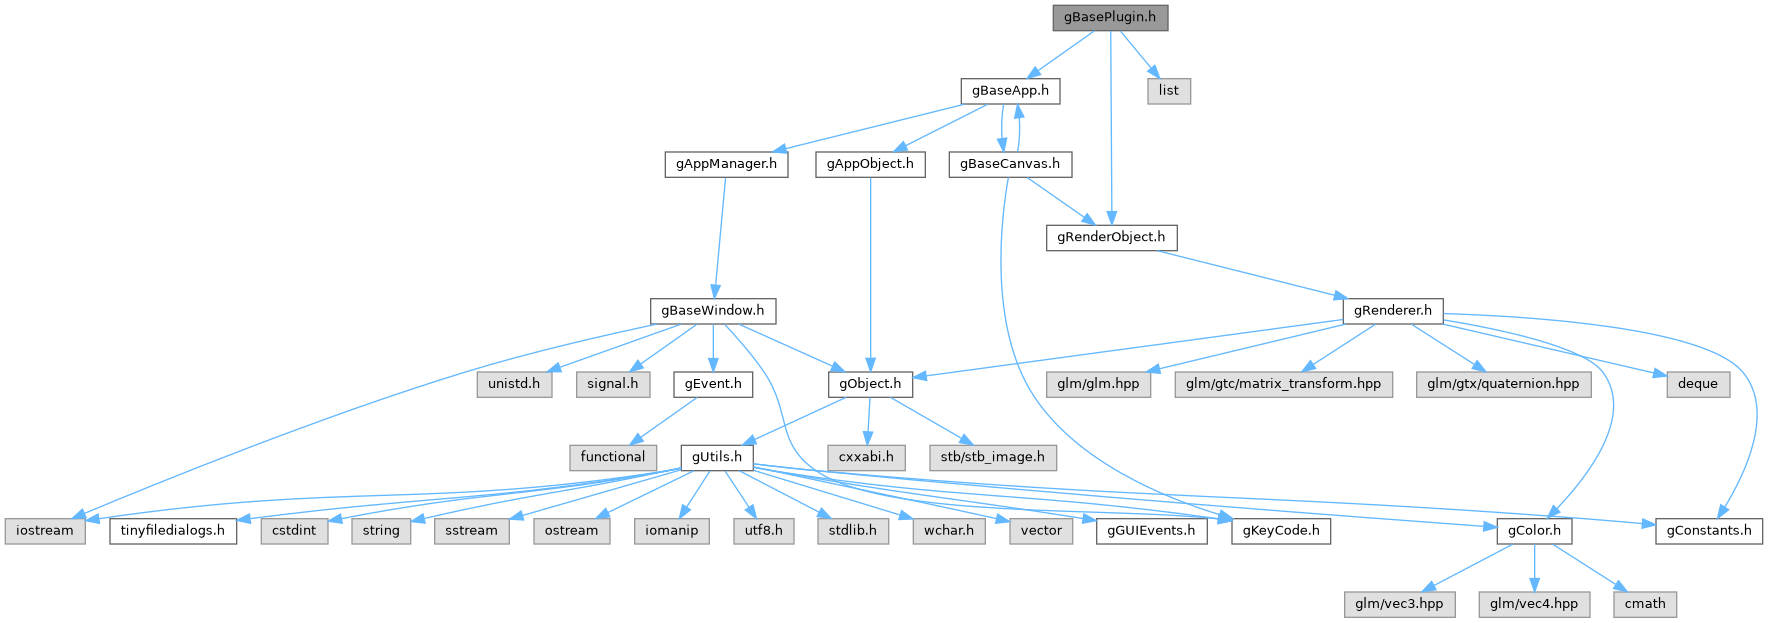 gBasePlugin.h
gBaseApp.h
list
gAppManager.h
gAppObject.h
gBaseCanvas.h
gRenderObject.h
gBaseWindow.h
gRenderer.h
unistd.h
signal.h
gEvent.h
gObject.h
glm/glm.hpp
glm/gtc/matrix_transform.hpp
glm/gtx/quaternion.hpp
deque
functional
gUtils.h
cxxabi.h
stb/stb_image.h
iostream
tinyfiledialogs.h
cstdint
string
sstream
ostream
iomanip
utf8.h
stdlib.h
wchar.h
vector
gGUIEvents.h
gKeyCode.h
gColor.h
gConstants.h
glm/vec3.hpp
glm/vec4.hpp
cmath